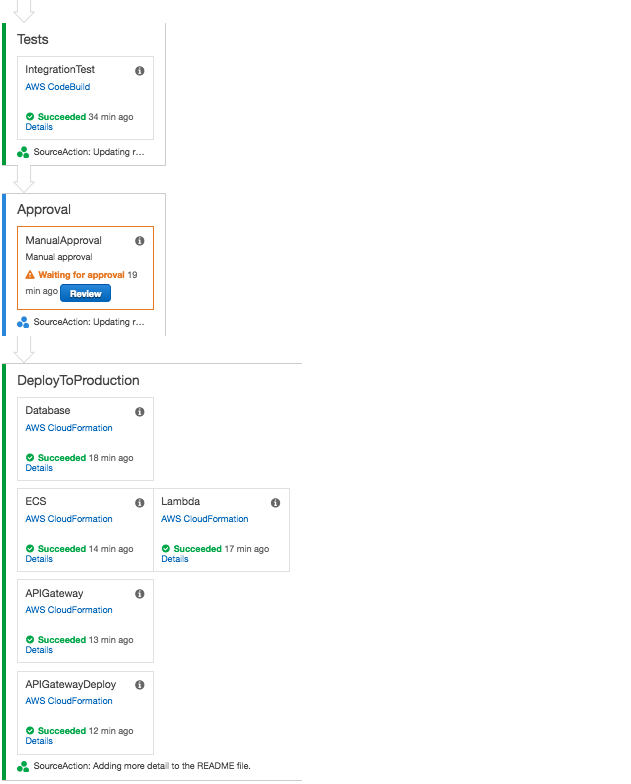 Tests
IntegrationTest
AWS CodeBuild
Succeeded 34 min ago
Details
SourceAction: Updating r...
Approval
ManualApproval
Manual approval
Waiting for approval 19
min ago Review
SourceAction: Updating r...
DeployToProduction
Database
AWS CloudFormation
Succeeded 18 min ago
Details
ECS
AWS CloudFormation
Succeeded 14 min ago
Details
Lambda
AWS CloudFormation
Succeeded 17 min ago
Details
APIGateway
AWS CloudFormation
Succeeded 13 min ago
Details
APIGatewayDeploy
AWS CloudFormation
Succeeded 12 min ago
Details
SourceAction: Adding more detail to the README file.